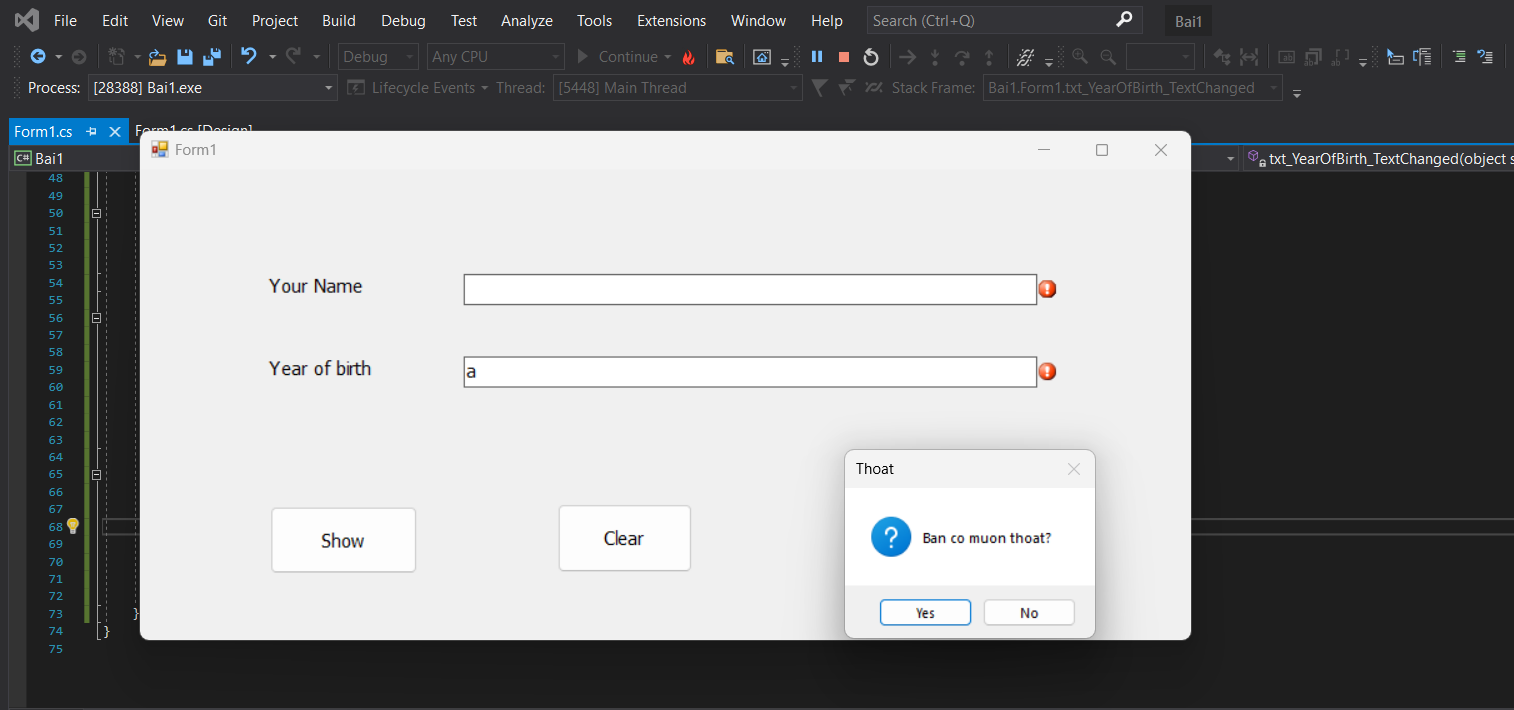 File Edit View Git Project Build Debug Test Analyze Tools Extensions Window Help Search (Ctrl+Q) Bai1
Debug Any CPU Continue
Process: [28388] Bai1.exe Lifecycle Events Thread: [5448] Main Thread Stack Frame: Bai1.Form1.txt_YearOfBirth_TextChanged
Form1.cs Form1.cs [Design]
Form1
C# Bai1 txt_YearOfBirth_TextChanged(object s
48
49
50
51
52
53
54
55
56
57
58
59
60
61
62
63
64
65
66
67
68
69
70
71
72
73 }
74 }
75
Your Name
Year of birth a
Show Clear
Thoat
Ban co muon thoat?
Yes No